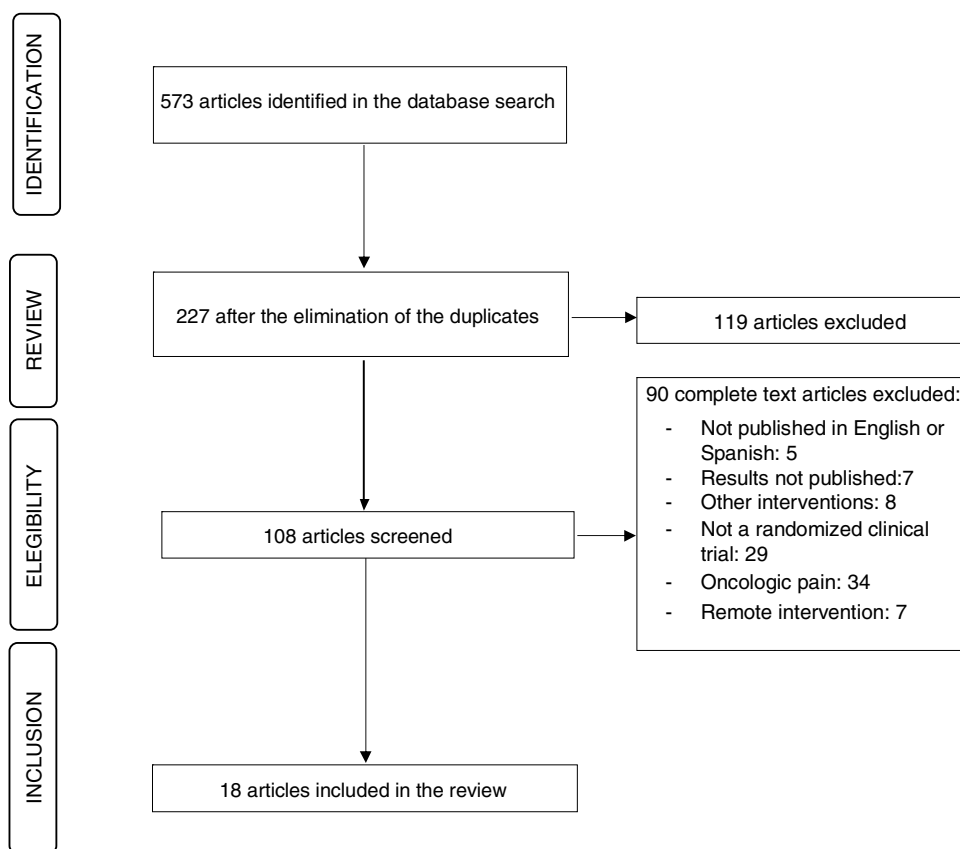 IDENTIFICATION
573 articles identified in the database search
REVIEW
227 after the elimination of the duplicates
119 articles excluded
ELEGIBILITY
108 articles screened
90 complete text articles excluded:
- Not published in English or
Spanish: 5
- Results not published:7
- Other interventions: 8
- Not a randomized clinical
trial: 29
- Oncologic pain: 34
- Remote intervention: 7
INCLUSION
18 articles included in the review